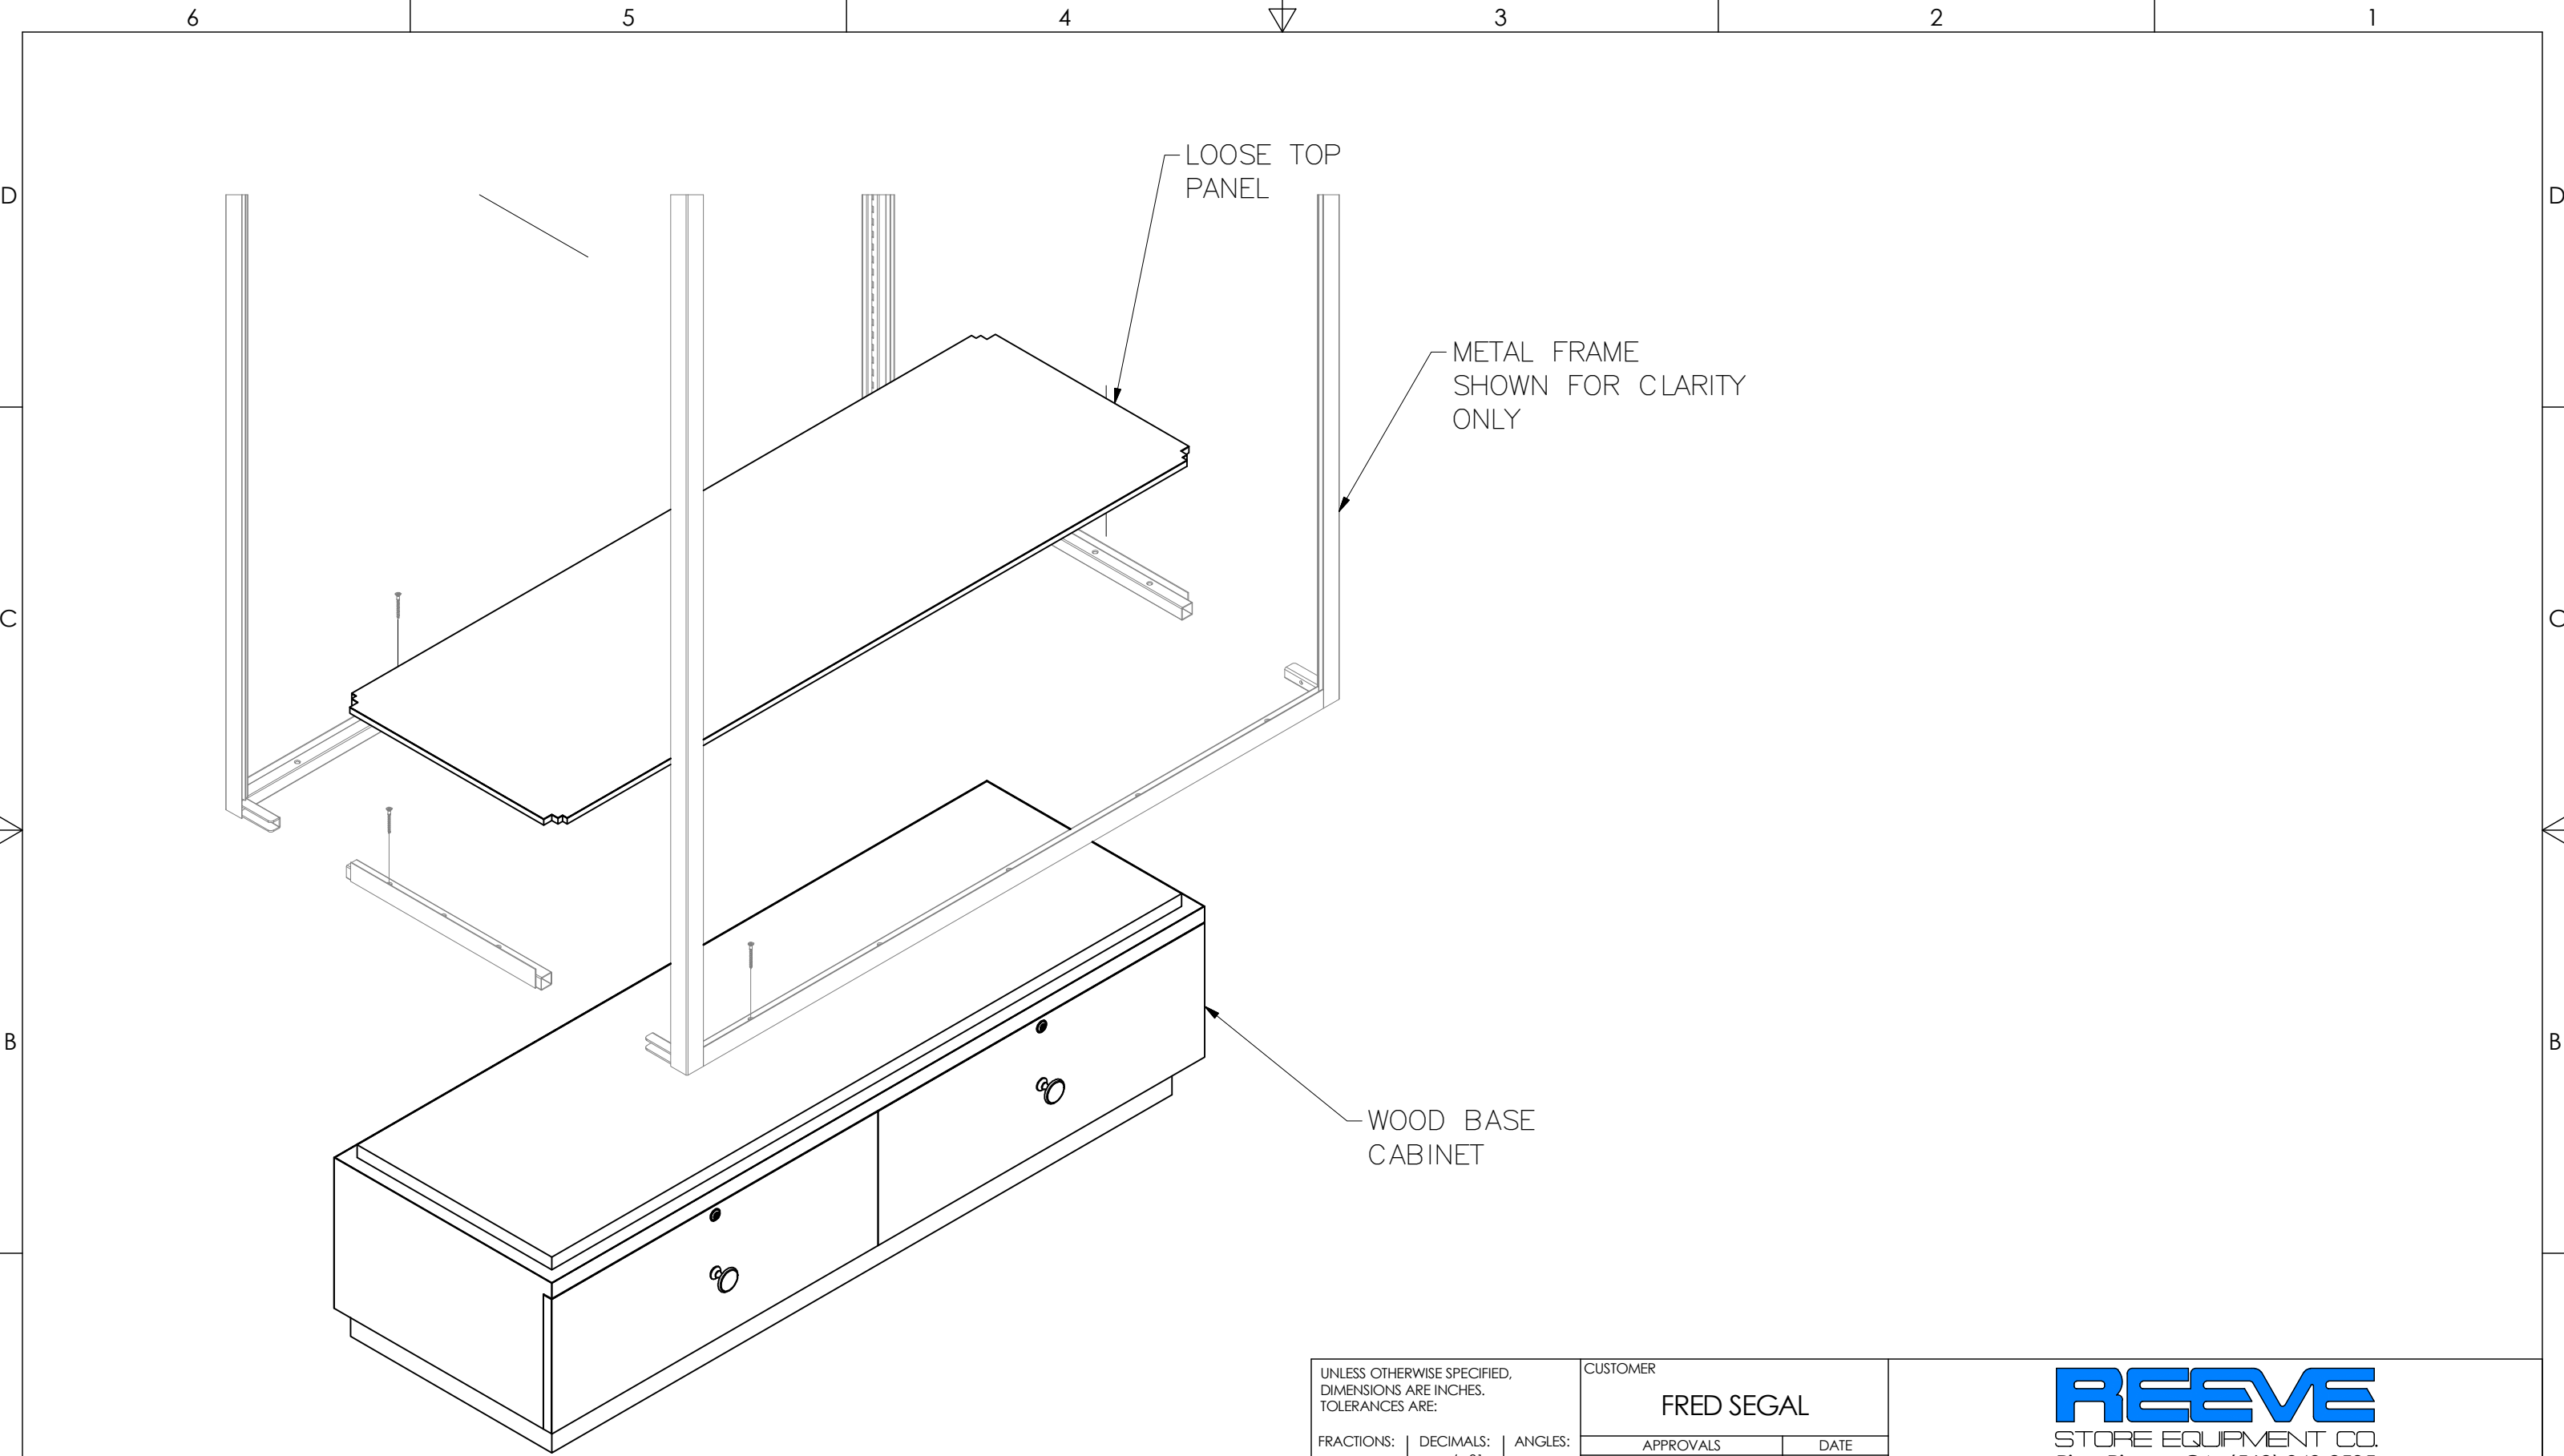 6 5 4 3 2 1
D
D
LOOSE TOP
PANEL
METAL FRAME
SHOWN FOR CLARITY
ONLY
C
C
B
B
WOOD BASE
CABINET
UNLESS OTHERWISE SPECIFIED,
DIMENSIONS ARE INCHES.
TOLERANCES ARE:
FRACTIONS: DECIMALS: ANGLES:
CUSTOMER
FRED SEGAL
APPROVALS DATE
REEVE
STORE EQUIPMENT CO.